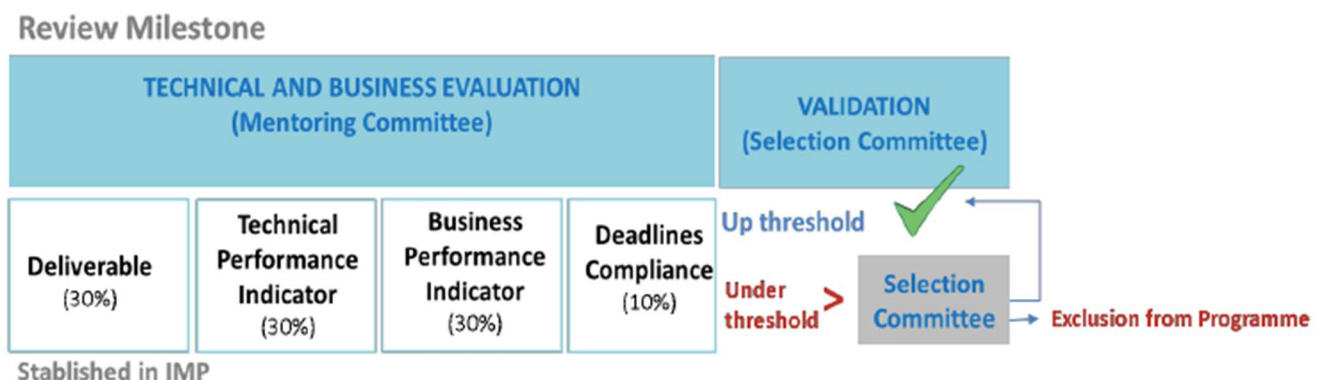 Review Milestone
TECHNICAL AND BUSINESS EVALUATION
(Mentoring Committee)
VALIDATION
(Selection Committee)
Deliverable
(30%)
Technical
Performance
Indicator
(30%)
Business
Performance
Indicator
(30%)
Deadlines
Compliance
(10%)
Up threshold
Under
threshold
>
Selection
Committee
Exclusion from Programme
Stablished in IMP